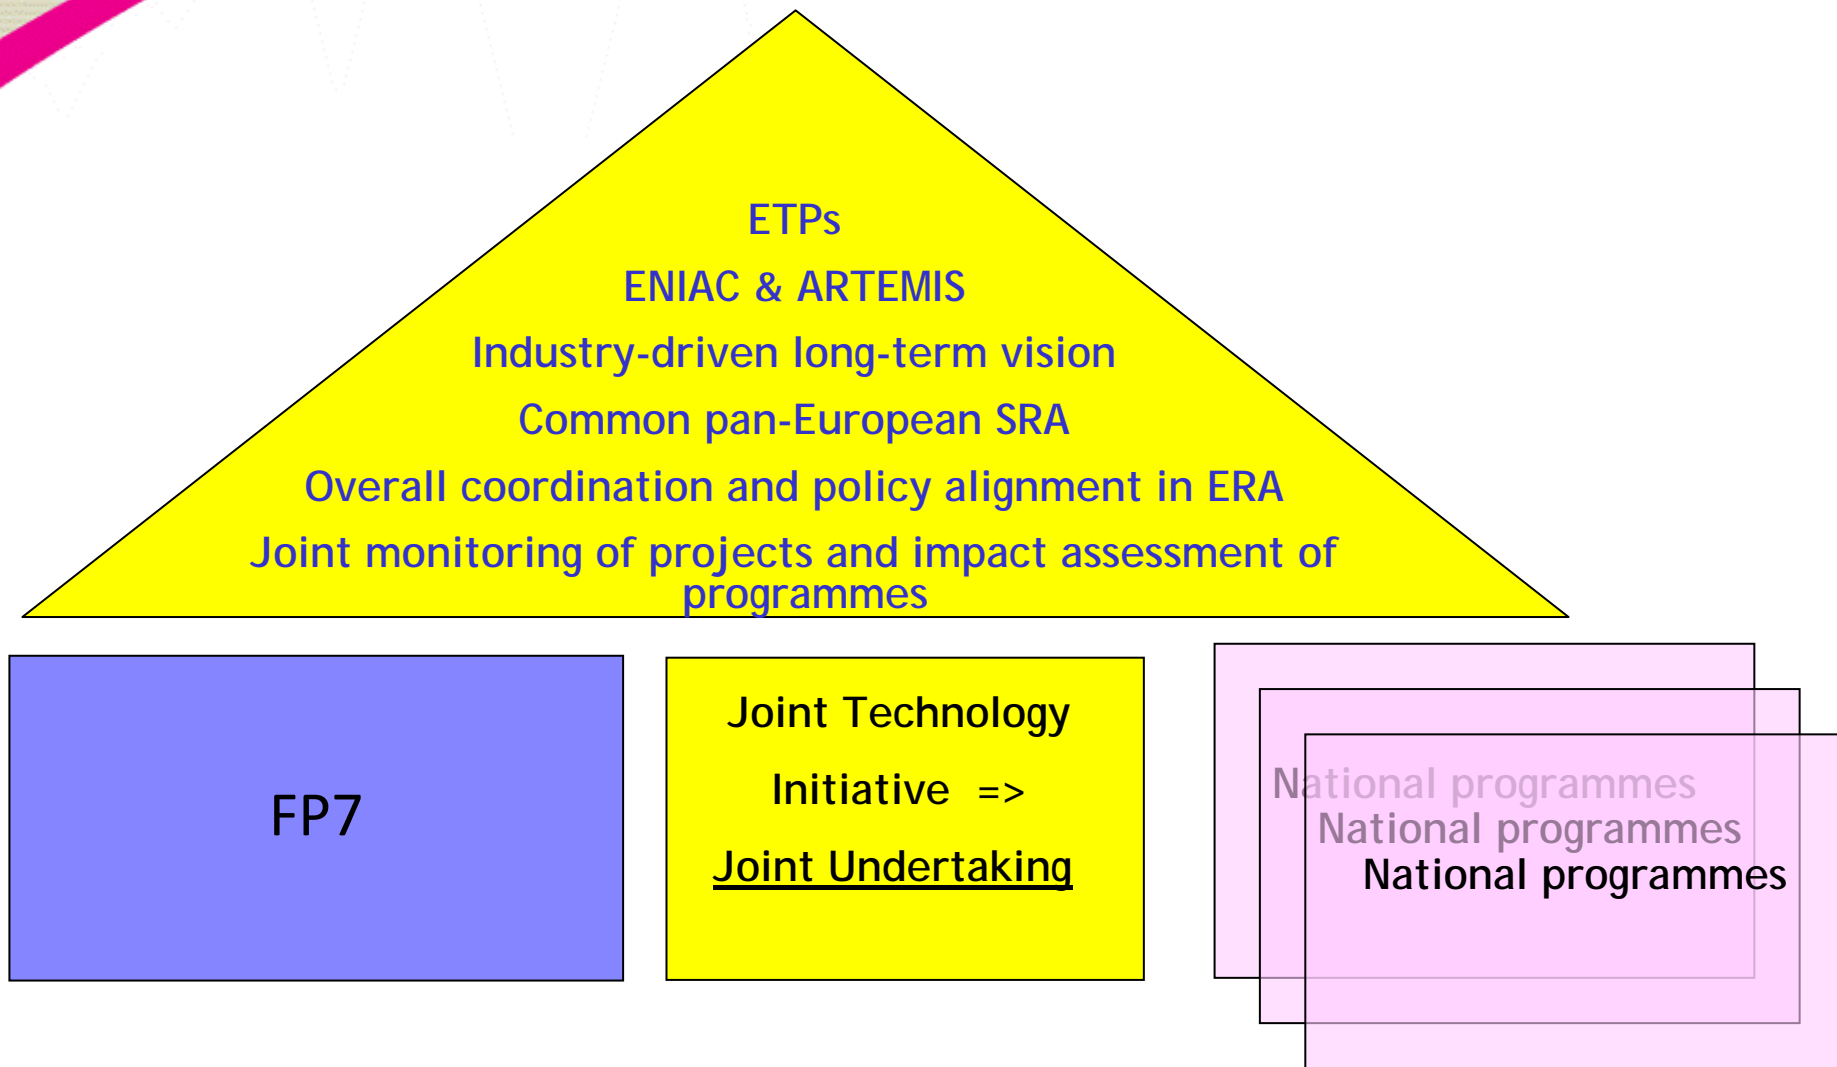 ETPs
ENIAC & ARTEMIS
Industry-driven long-term vision
Common pan-European SRA
Overall coordination and policy alignment in ERA
Joint monitoring of projects and impact assessment of
programmes
FP7
Joint Technology
Initiative =>
Joint Undertaking
National programmes
National programmes
National programmes